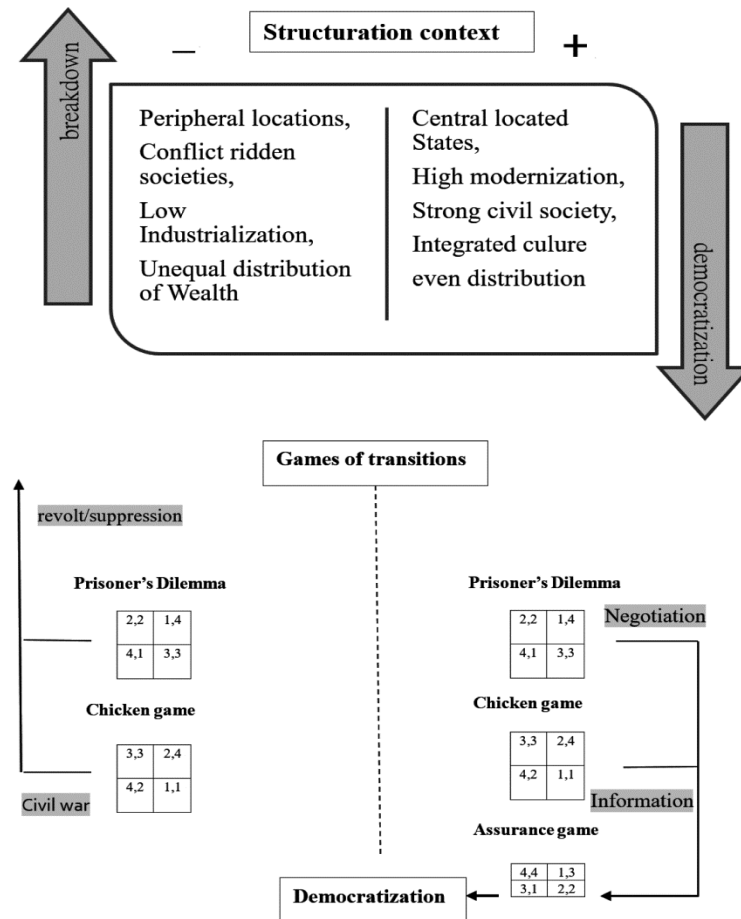 Structuration context
− +
breakdown
Peripheral locations,
Conflict ridden
societies,
Low
Industrialization,
Unequal distribution
of Wealth
Central located
States,
High modernization,
Strong civil society,
Integrated culure
even distribution
democratization
Games of transitions
revolt/suppression
Prisoner's Dilemma
2,2 1,4
4,1 3,3
Chicken game
3,3 2,4
4,2 1,1
Civil war
Prisoner's Dilemma
2,2 1,4
4,1 3,3
Negotiation
Chicken game
3,3 2,4
4,2 1,1
Information
Assurance game
4,4 1,3
3,1 2,2
Democratization